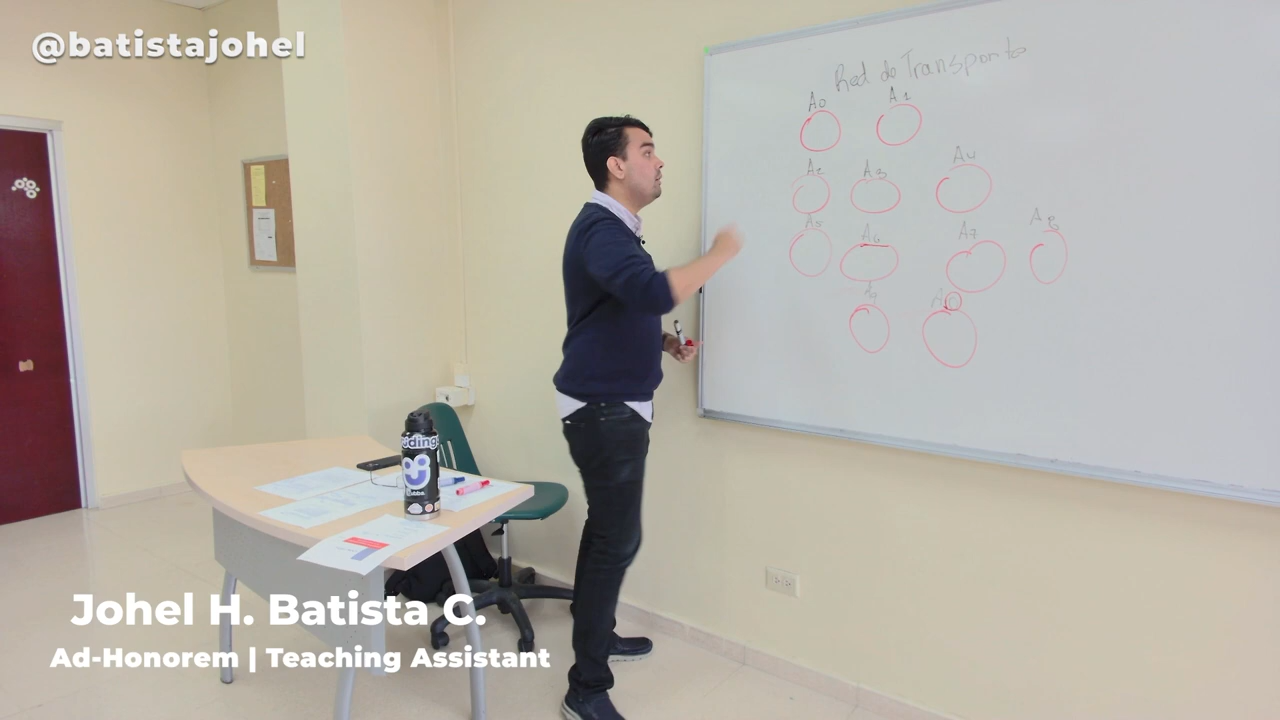 @batistajohel
Red de Transporte
A0 A1
A2 A3 A4
A5 A6 A7 A8
A9 A10
Johel H. Batista C.
Ad-Honorem | Teaching Assistant